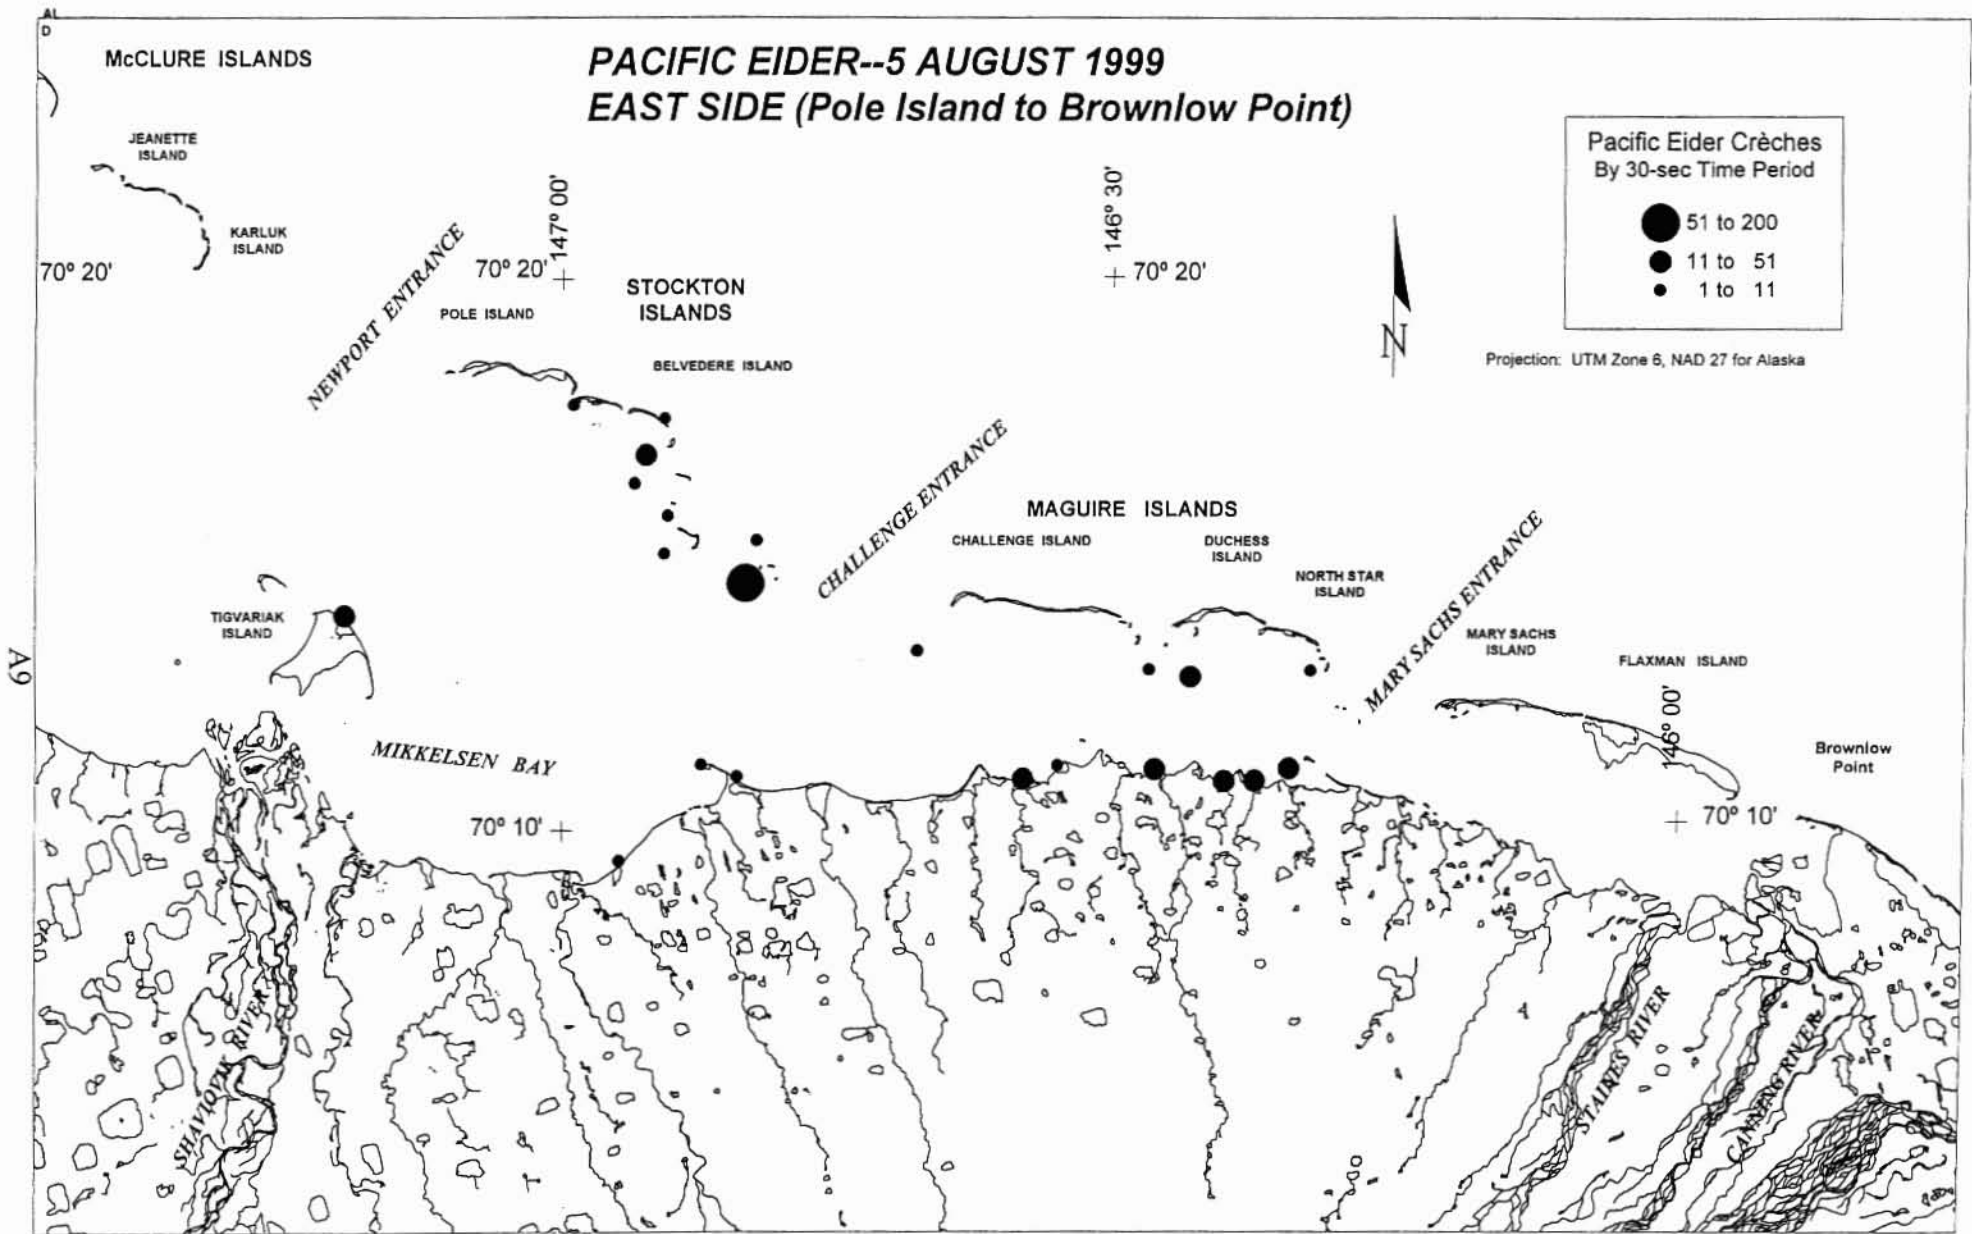 AL
D
McCLURE ISLANDS
PACIFIC EIDER--5 AUGUST 1999
EAST SIDE (Pole Island to Brownlow Point)
Pacific Eider Crèches
By 30-sec Time Period
51 to 200
11 to 51
1 to 11
Projection: UTM Zone 6, NAD 27 for Alaska
JEANETTE
ISLAND
KARLUK
ISLAND
70° 20'
NEWPORT ENTRANCE
70° 20'
147° 00'
146° 30'
70° 20'
N
STOCKTON
ISLANDS
POLE ISLAND
BELVEDERE ISLAND
CHALLENGE ENTRANCE
MAGUIRE ISLANDS
CHALLENGE ISLAND
DUCHESS
ISLAND
NORTH STAR
ISLAND
MARY SACHS ENTRANCE
MARY SACHS
ISLAND
FLAXMAN ISLAND
146° 00'
Brownlow
Point
TIGVARIAK
ISLAND
A9
MIKKELSEN BAY
70° 10'
70° 10'
SHAVIOVIK RIVER
STAINES RIVER
CANNING RIVER